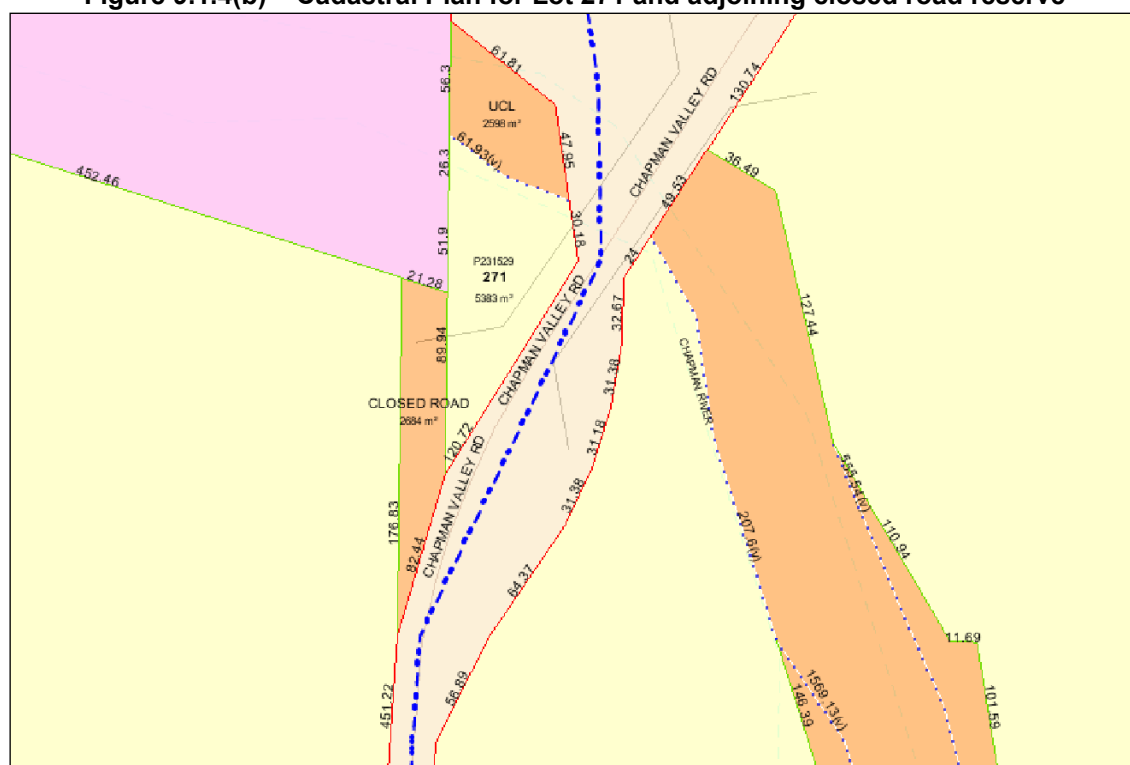 Figure 9.1.4(b) – Cadastral Plan for Lot 271 and adjoining closed road reserve
61.81
56.3
UCL
2598 m²
61.93(v)
47.95
26.3
130.74
CHAPMAN VALLEY RD
36.49
49.53
452.46
30.18
51.9
P231529
271
5383 m²
24
21.28
CHAPMAN VALLEY RD
32.67
127.44
89.94
31.38
CHAPMAN RIVER
CLOSED ROAD
2684 m²
120.72
31.18
CHAPMAN VALLEY RD
31.38
555.54(v)
176.83
82.44
207.6(v)
110.94
64.37
11.69
56.89
1569.13(v)
146.39
451.22
101.59